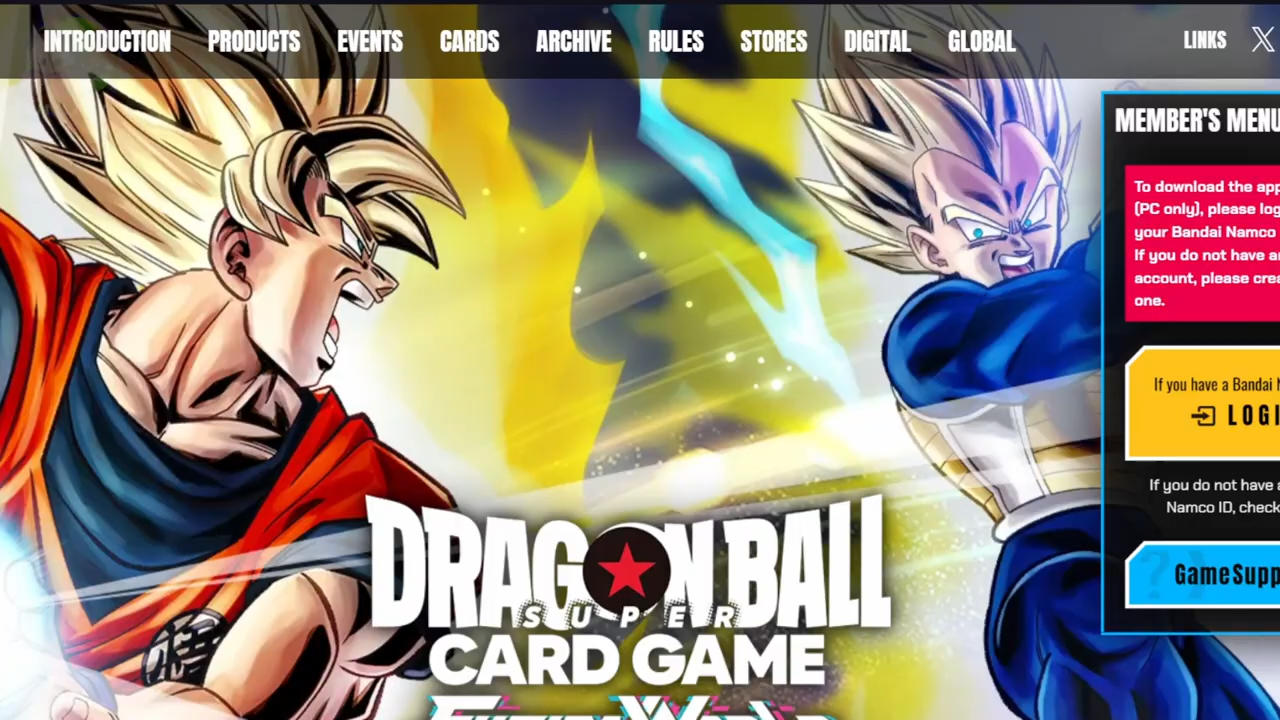 INTRODUCTION PRODUCTS EVENTS CARDS ARCHIVE RULES STORES DIGITAL GLOBAL LINKS X
MEMBER'S MENU
To download the app
(PC only), please log
your Bandai Namco
If you do not have a
account, please crea
one.
If you have a Bandai N
LOGI
If you do not have a
Namco ID, check
GameSupp
DRAGON BALL
SUPER
CARD GAME
悟